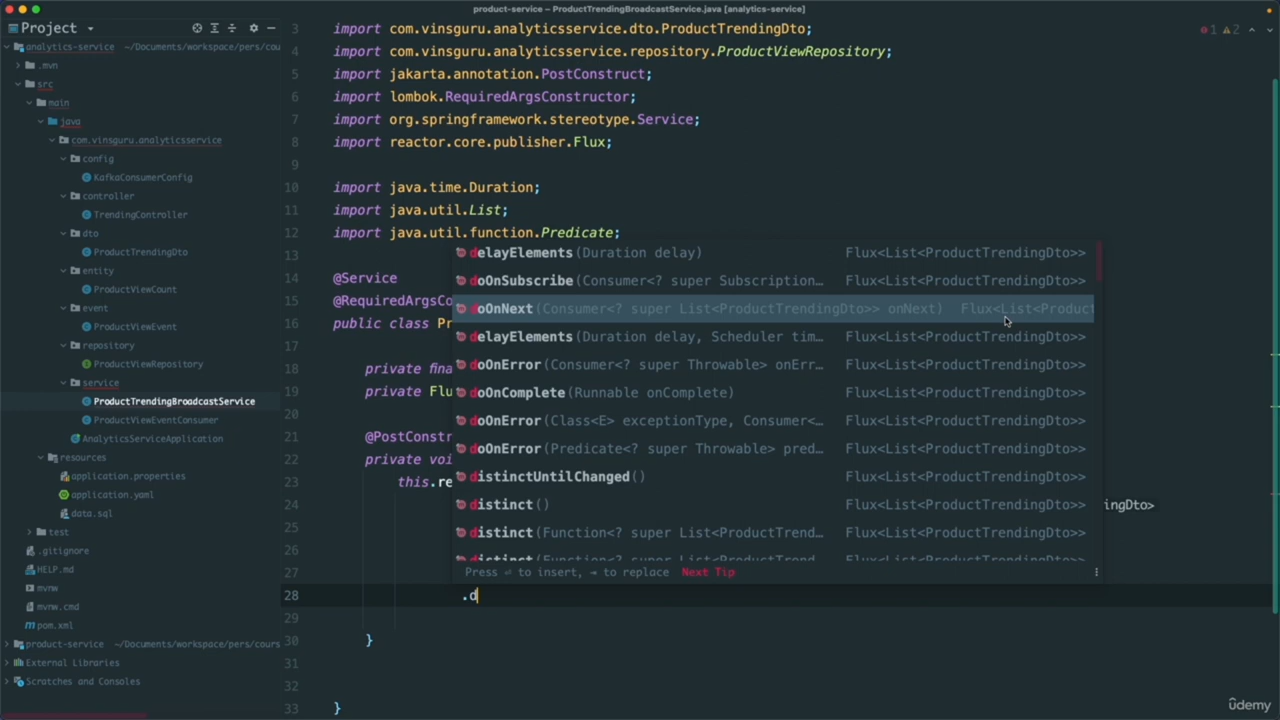 product-service – ProductTrendingBroadcastService.java [analytics-service]
Project
analytics-service ~/Documents/workspace/pers/cou
.mvn
src
main
java
com.vinsguru.analyticsservice
config
KafkaConsumerConfig
controller
TrendingController
dto
ProductTrendingDto
entity
ProductViewCount
event
ProductViewEvent
repository
ProductViewRepository
service
ProductTrendingBroadcastService
ProductViewEventConsumer
AnalyticsServiceApplication
resources
application.properties
application.yaml
data.sql
test
.gitignore
HELP.md
mvnw
mvnw.cmd
pom.xml
product-service ~/Documents/workspace/pers/cours
External Libraries
Scratches and Consoles
1 2
3 import com.vinsguru.analyticsservice.dto.ProductTrendingDto;
4 import com.vinsguru.analyticsservice.repository.ProductViewRepository;
5 import jakarta.annotation.PostConstruct;
6 import lombok.RequiredArgsConstructor;
7 import org.springframework.stereotype.Service;
8 import reactor.core.publisher.Flux;
9
10 import java.time.Duration;
11 import java.util.List;
12 import java.util.function.Predicate;
13
14 @Service
15 @RequiredArgsCo
16 public class Pr
18 private fina
19 private Flu
20
21 @PostConstr
22 private voi
23 this.re
24 ingDto>
25
26
27
28 .d
29
30 }
31
32
33 }
delayElements(Duration delay) Flux<List<ProductTrendingDto>>
doOnSubscribe(Consumer<? super Subscription… Flux<List<ProductTrendingDto>>
doOnNext(Consumer<? super List<ProductTrendingDto>> onNext) Flux<List<Product
delayElements(Duration delay, Scheduler tim… Flux<List<ProductTrendingDto>>
doOnError(Consumer<? super Throwable> onErr… Flux<List<ProductTrendingDto>>
doOnComplete(Runnable onComplete) Flux<List<ProductTrendingDto>>
doOnError(Class<E> exceptionType, Consumer<… Flux<List<ProductTrendingDto>>
doOnError(Predicate<? super Throwable> pred… Flux<List<ProductTrendingDto>>
distinctUntilChanged() Flux<List<ProductTrendingDto>>
distinct() Flux<List<ProductTrendingDto>>
distinct(Function<? super List<ProductTrend… Flux<List<ProductTrendingDto>>
distinct(Function<? super List<ProductTrend… Flux<List<ProductTrendingDto>>
Press ⏎ to insert, ⇥ to replace Next Tip
ûdemy